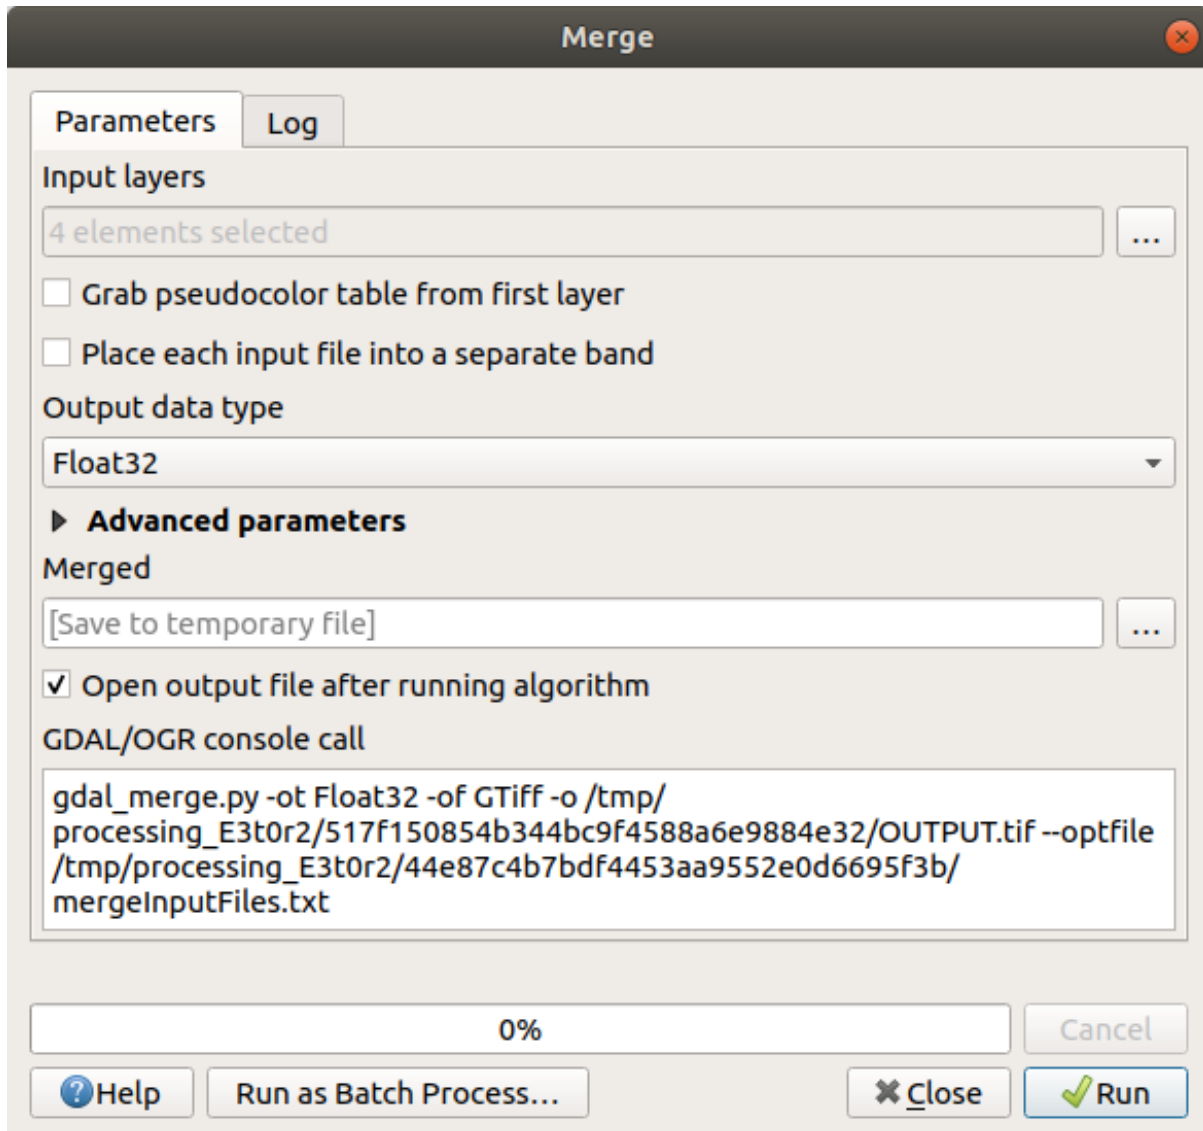 Merge
Parameters
Log
Input layers
4 elements selected
...
Grab pseudocolor table from first layer
Place each input file into a separate band
Output data type
Float32
Advanced parameters
Merged
[Save to temporary file]
...
Open output file after running algorithm
GDAL/OGR console call
gdal_merge.py -ot Float32 -of GTiff -o /tmp/
processing_E3t0r2/517f150854b344bc9f4588a6e9884e32/OUTPUT.tif --optfile
/tmp/processing_E3t0r2/44e87c4b7bdf4453aa9552e0d6695f3b/
mergeInputFiles.txt
0%
Cancel
Help
Run as Batch Process...
Close
Run